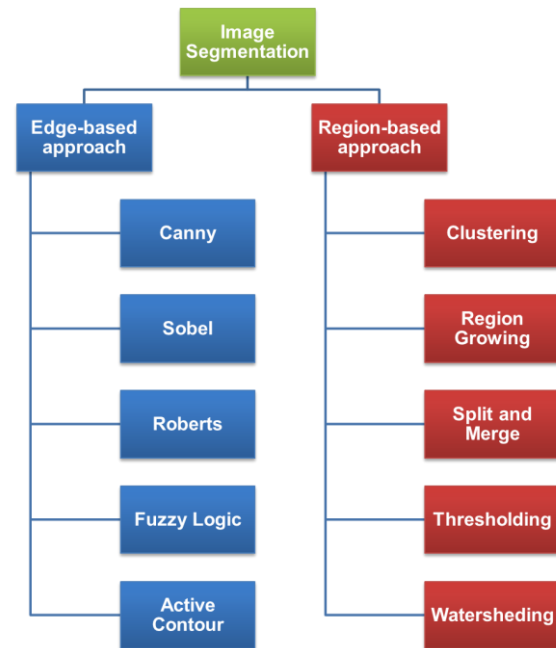 Image
Segmentation
Edge-based
approach
Region-based
approach
Canny
Clustering
Sobel
Region
Growing
Roberts
Split and
Merge
Fuzzy Logic
Thresholding
Active
Contour
Watersheding